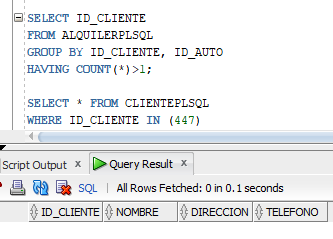 SELECT ID_CLIENTE
FROM ALQUILERPLSQL
GROUP BY ID_CLIENTE, ID_AUTO
HAVING COUNT(*)>1;
SELECT * FROM CLIENTEPLSQL
WHERE ID_CLIENTE IN (447)
Script Output x Query Result x
SQL | All Rows Fetched: 0 in 0.1 seconds
ID_CLIENTE NOMBRE DIRECCION TELEFONO